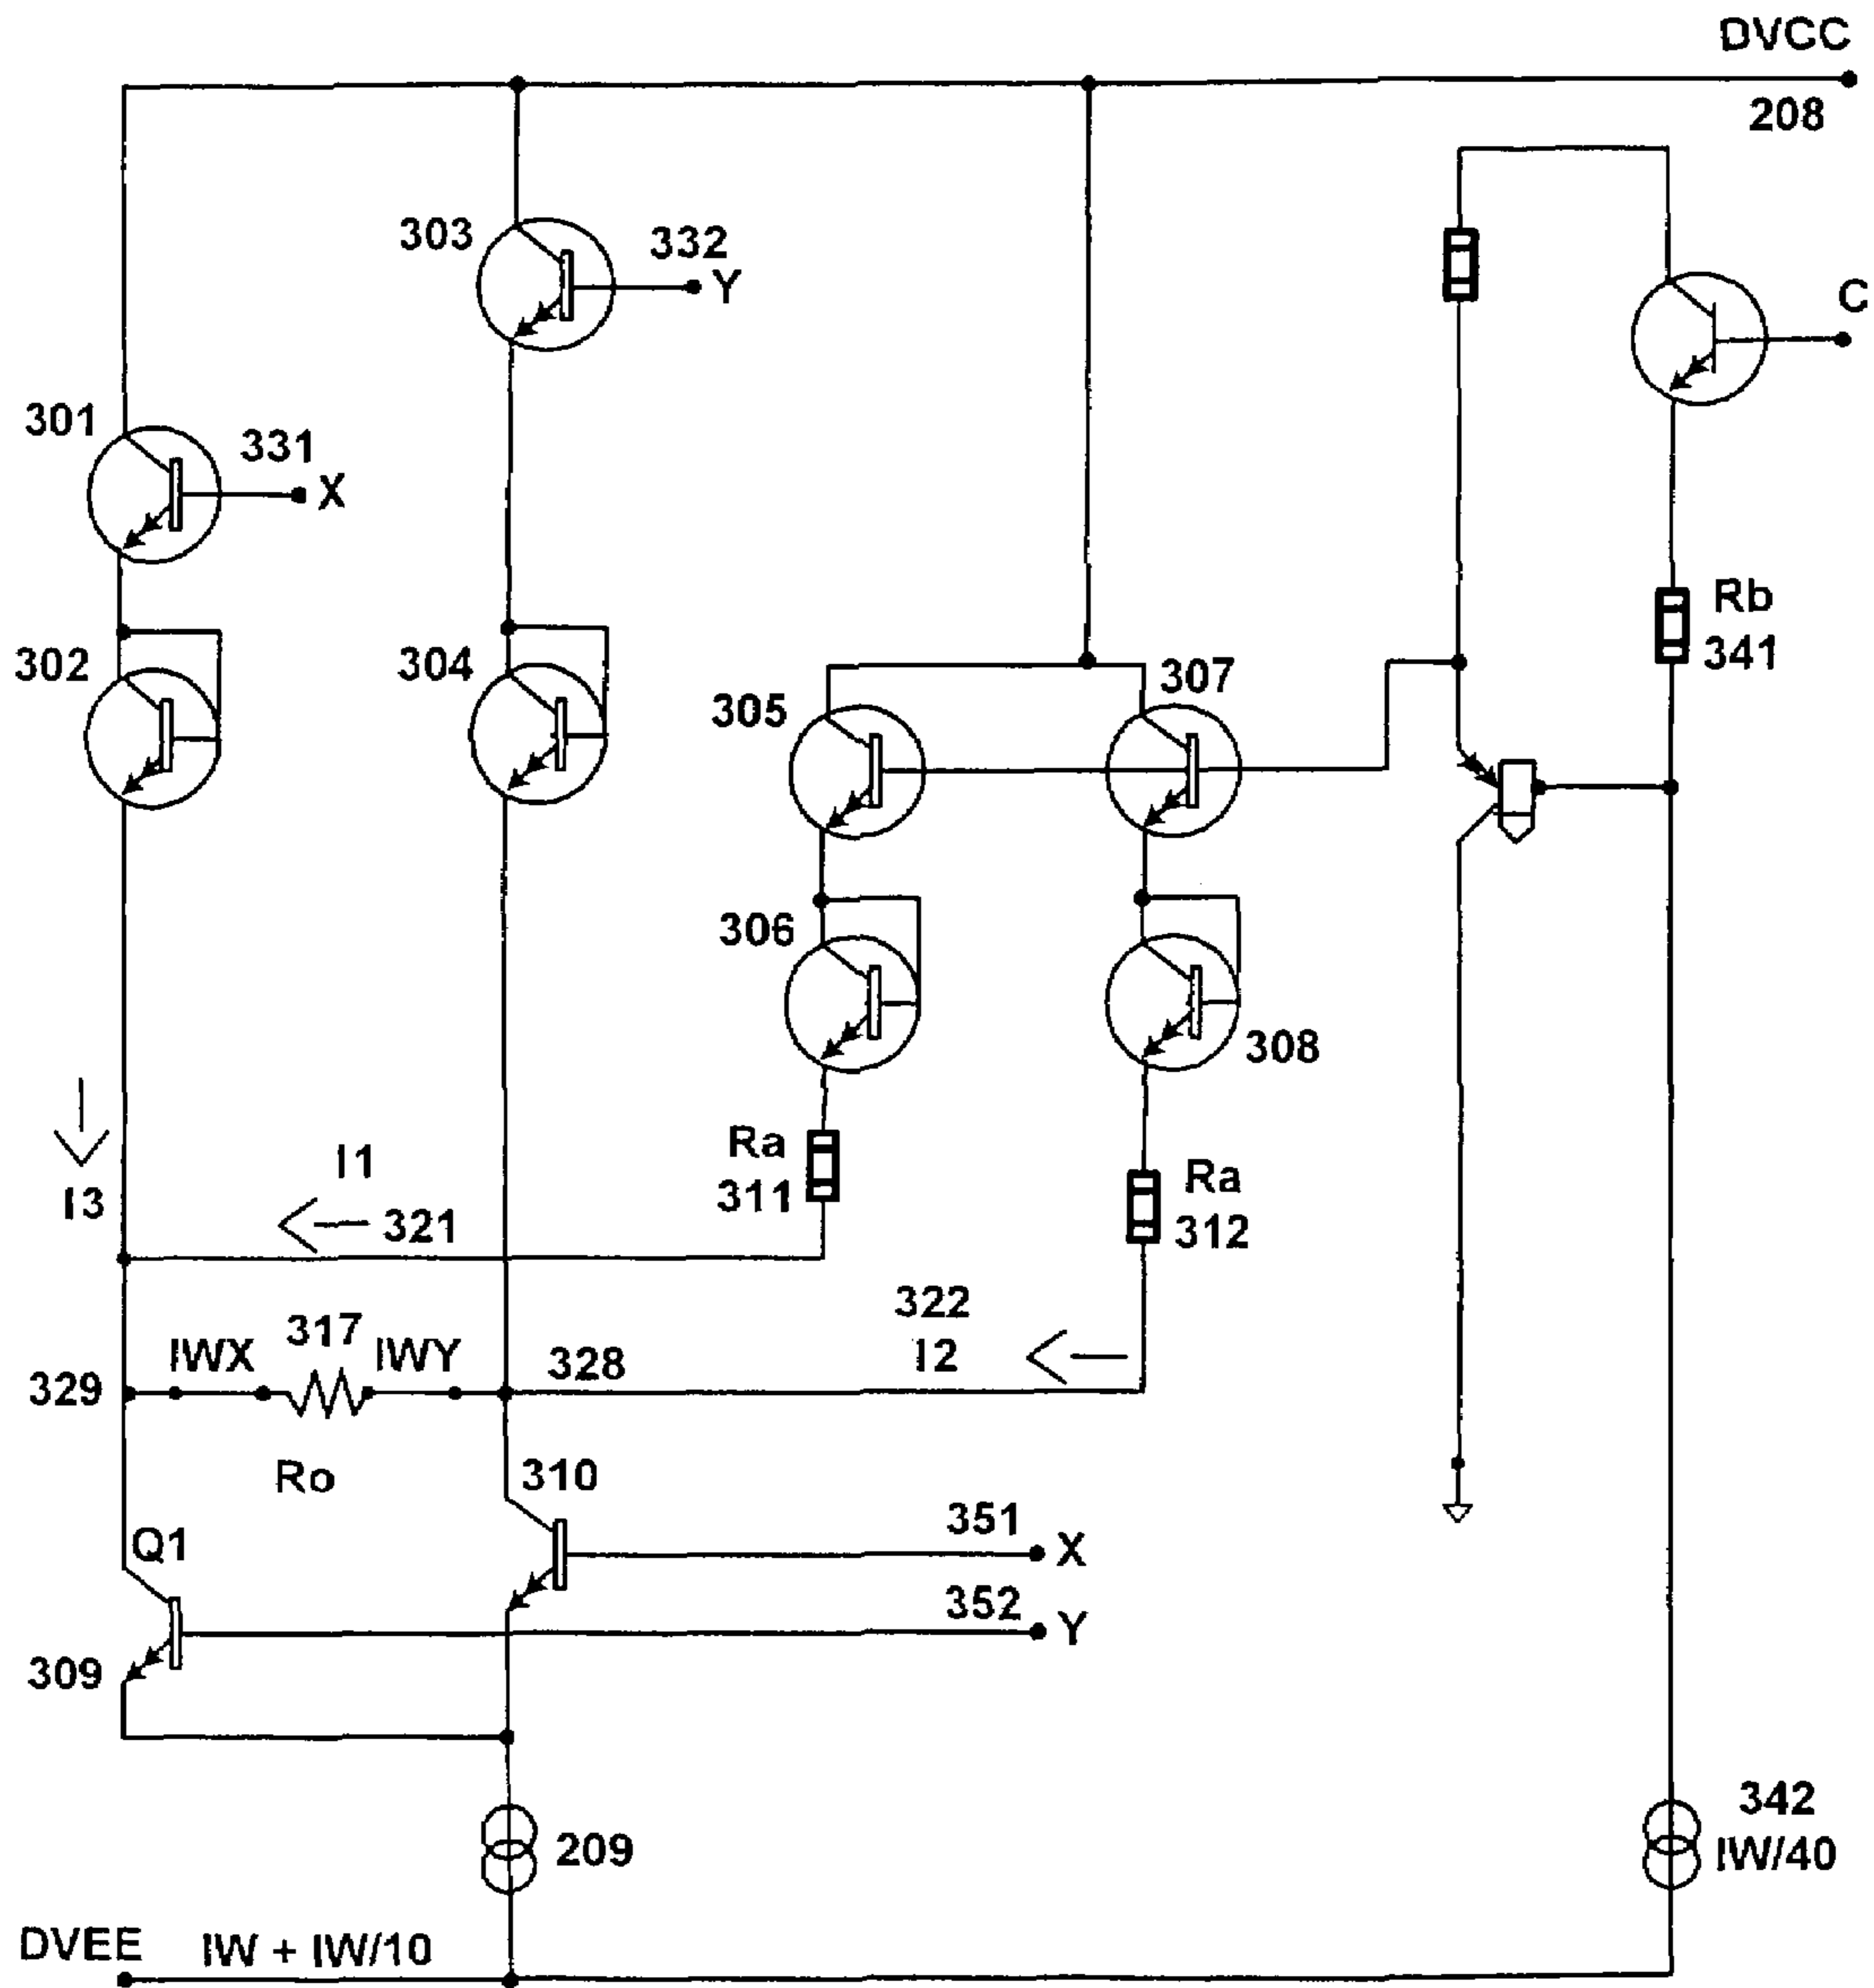 DVCC
208
303
332
Y
C
301
331
X
Rb
341
302
304
307
305
306
308
Ra
311
I1
Ra
312
I3
321
322
I2
317
IWX
IWY
328
329
Ro
310
351
X
Q1
352
Y
309
342
209
IW/40
DVEE
IW + IW/10